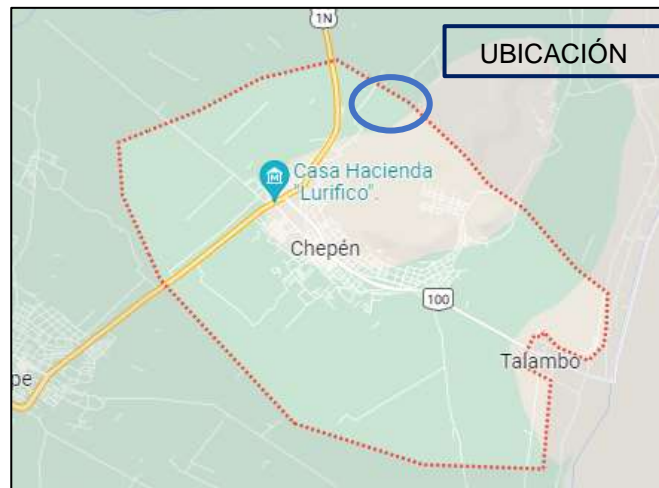 1N
UBICACIÓN
Casa Hacienda
"Lurifico".
Chepén
100
Talambo
pe